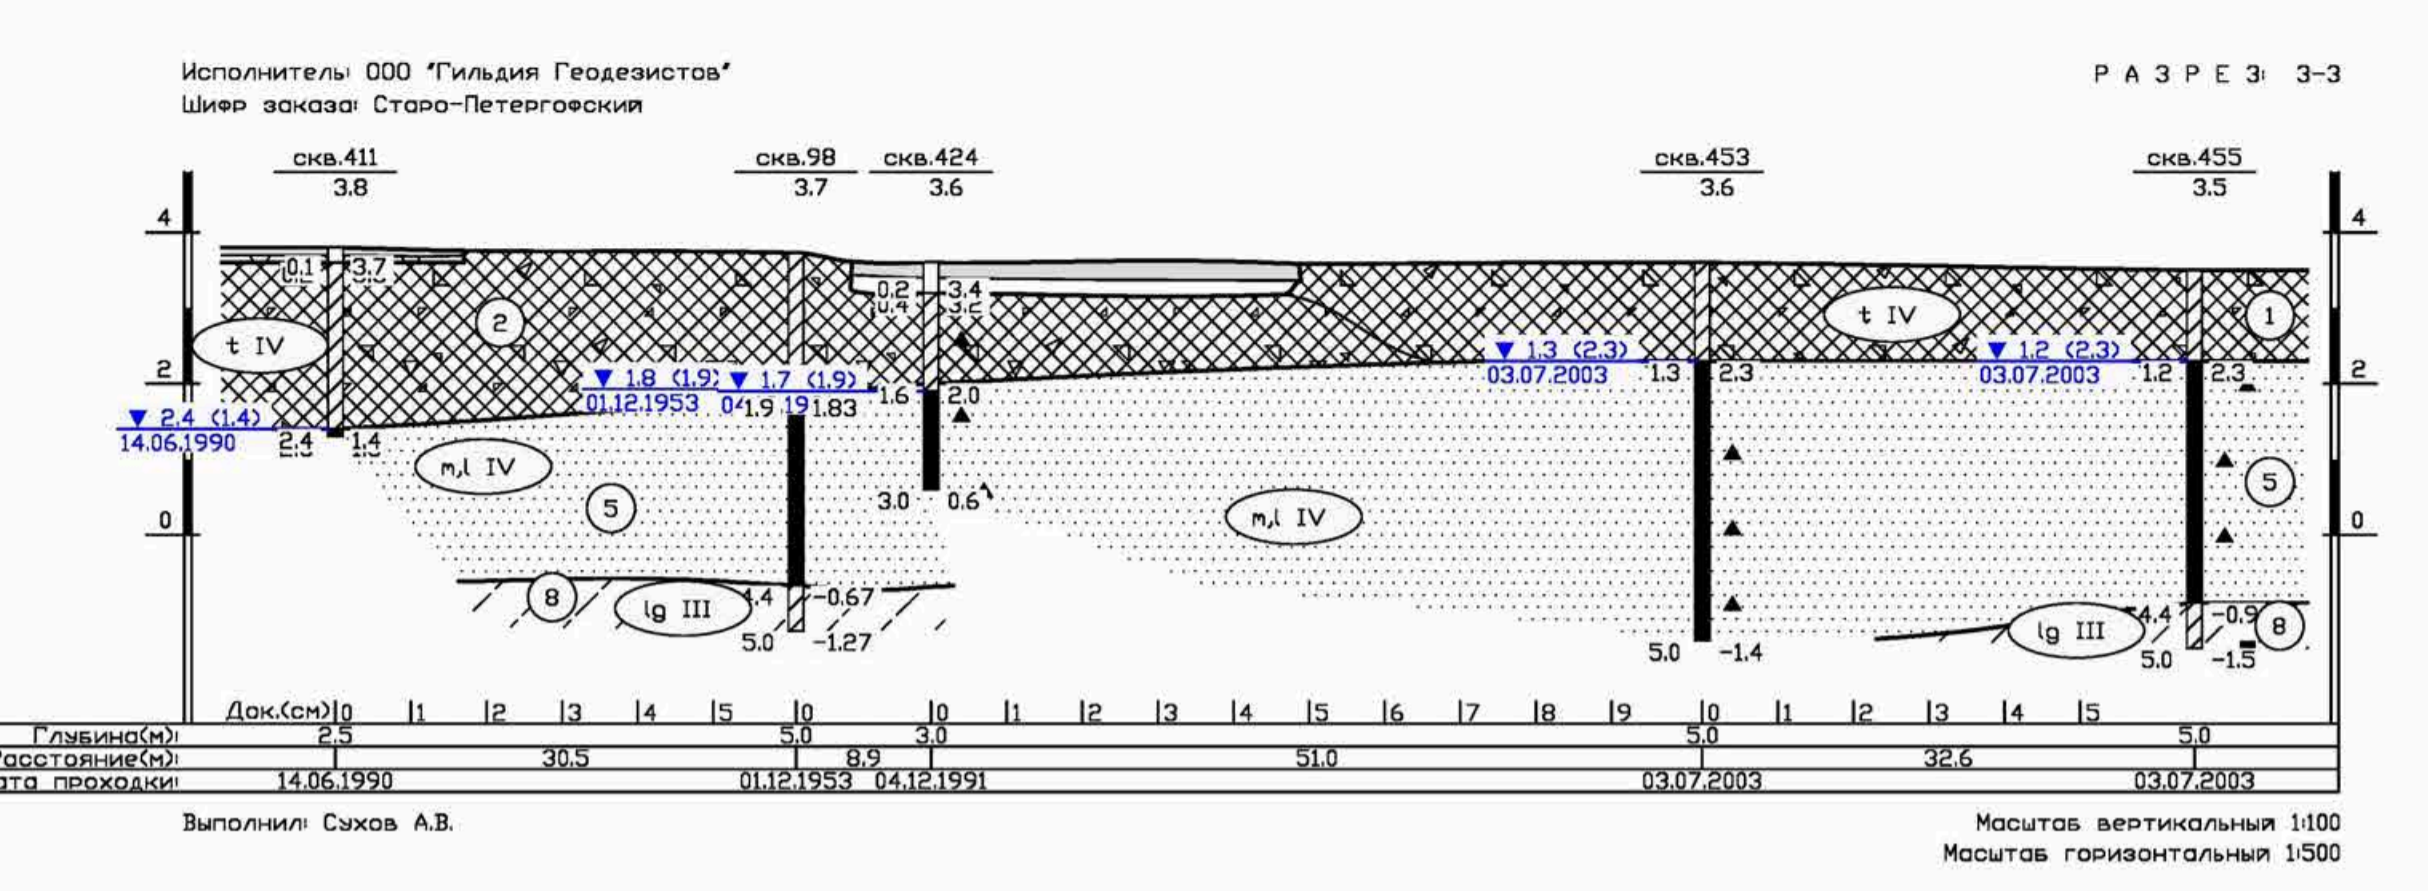 Исполнитель: ООО "Гильдия Геодезистов"
РАЗРЕЗ: 3-3
Шифр заказа: Старо-Петергофский
скв.411 скв.98 скв.424 скв.453 скв.455
3.8 3.7 3.6 3.6 3.5
4 4
0.1 3.7
0.2 3.4
0.4 3.2
t IV 2 t IV 1
t IV
1.3 (2.3) 1.2 (2.3)
2 1.8 (1.9) 1.7 (1.9) 2
03.07.2003 1.3 2.3 03.07.2003 1.2 2.3
01.12.1953 1.9 1.83 1.6 2.0
2.4 (1.4)
14.06.1990 2.4 1.4
m,l IV
5 5
3.0 0.6
0 m,l IV 0
8 lg III 4.4 -0.67
4.4 -0.9
lg III 8
5.0 -1.27
5.0 -1.4 5.0 -1.5
Док.(см) 0 1 2 3 4 5 0 0 1 2 3 4 5 6 7 8 9 0 1 2 3 4 5
Глубина(м): 2.5 5.0 3.0 5.0 5.0
асстояние(м): 30.5 8.9 51.0 32.6
ата проходки: 14.06.1990 01.12.1953 04.12.1991 03.07.2003 03.07.2003
Выполнил: Сухов А.В.
Масштаб вертикальный 1:100
Масштаб горизонтальный 1:500